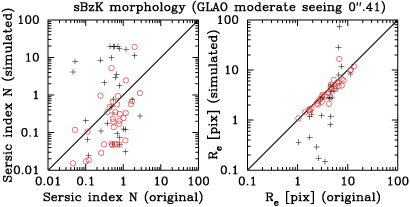 sBzK morphology (GLAO moderate seeing 0".41)
Sersic index N (simulated)
100
10
1
0.1
0.01
0.01 0.1 1 10 100
Sersic index N (original)
R_e [pix] (simulated)
100
10
1
0.1
0.1 1 10 100
R_e [pix] (original)